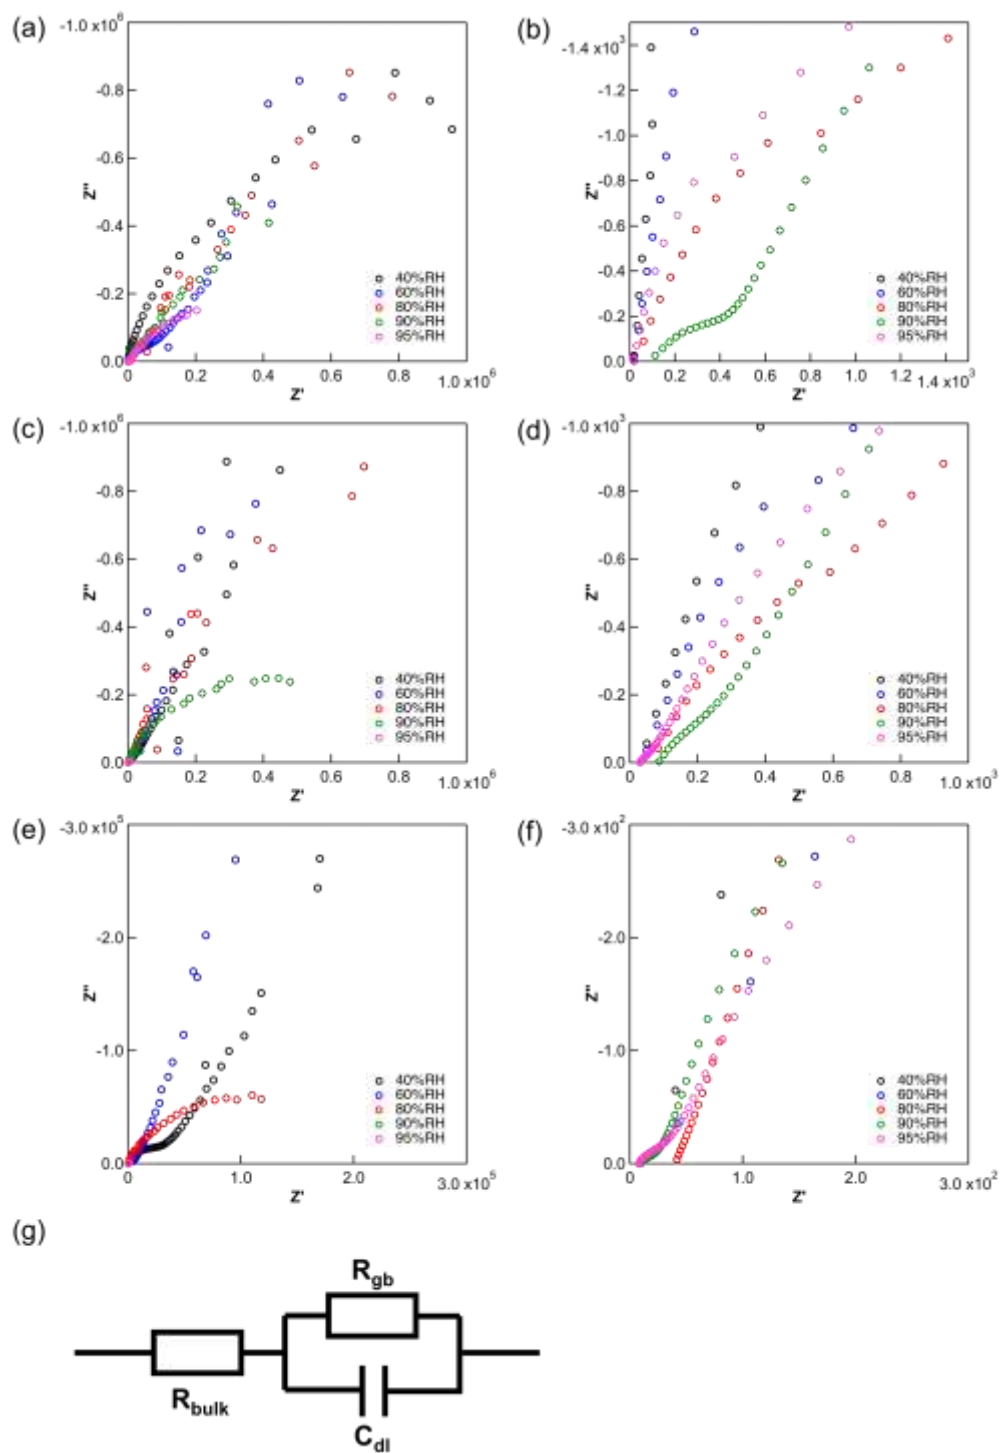 (a)
-1.0 x10⁶
-0.8
-0.6
-0.4
-0.2
0.0
Z''
0
0.2
0.4
0.6
0.8
1.0 x10⁶
Z'
40%RH
60%RH
80%RH
90%RH
95%RH
(b)
-1.4 x10³
-1.2
-1.0
-0.8
-0.6
-0.4
-0.2
0.0
Z''
0
0.2
0.4
0.6
0.8
1.0
1.2
1.4 x10³
Z'
40%RH
60%RH
80%RH
90%RH
95%RH
(c)
-1.0 x10⁶
-0.8
-0.6
-0.4
-0.2
0.0
Z''
0
0.2
0.4
0.6
0.8
1.0 x10⁶
Z'
40%RH
60%RH
80%RH
90%RH
95%RH
(d)
-1.0 x10³
-0.8
-0.6
-0.4
-0.2
0.0
Z''
0
0.2
0.4
0.6
0.8
1.0 x10³
Z'
40%RH
60%RH
80%RH
90%RH
95%RH
(e)
-3.0 x10⁵
-2.0
-1.0
0.0
Z''
0
1.0
2.0
3.0 x10⁵
Z'
40%RH
60%RH
80%RH
90%RH
95%RH
(f)
-3.0 x10²
-2.0
-1.0
0.0
Z''
0
1.0
2.0
3.0 x10²
Z'
40%RH
60%RH
80%RH
90%RH
95%RH
(g)
R_gb
R_bulk
C_dl